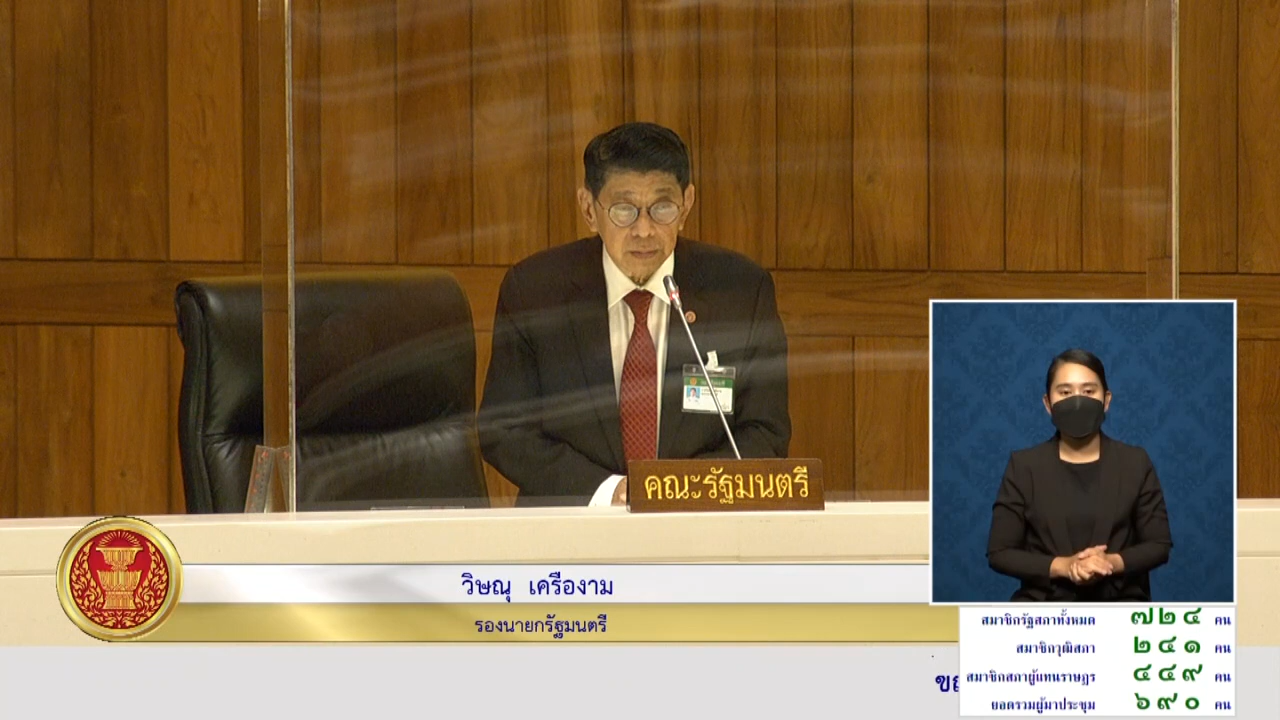 คณะรัฐมนตรี
วิษณุ เครืองาม
รองนายกรัฐมนตรี
สมาชิกรัฐสภาทั้งหมด ๗๒๔ คน
สมาชิกวุฒิสภา ๒๔๑ คน
สมาชิกสภาผู้แทนราษฎร ๔๔๙ คน
ยอดรวมผู้มาประชุม ๖๙๐ คน